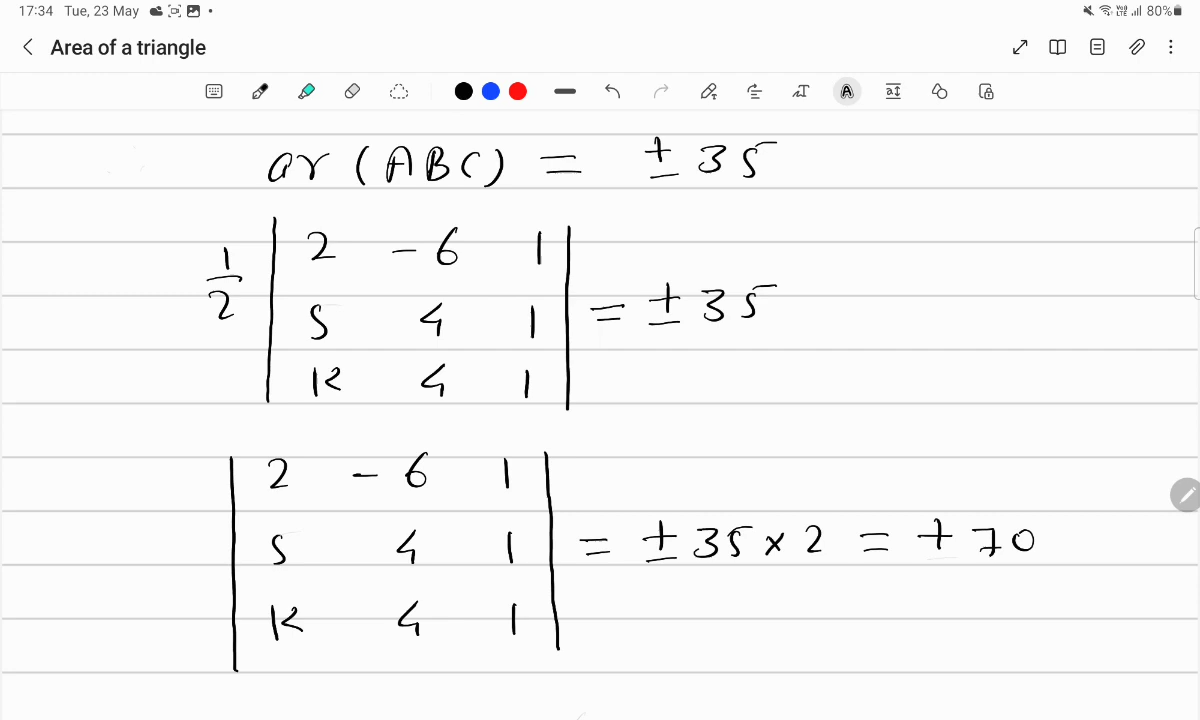 17:34 Tue, 23 May 80%
Area of a triangle
ar (ABC) = ± 35
1/2 | 2 -6 1 |
| 5 4 1 | = ± 35
| K 4 1 |
| 2 -6 1 |
| 5 4 1 | = ± 35 × 2 = + 70
| K 4 1 |